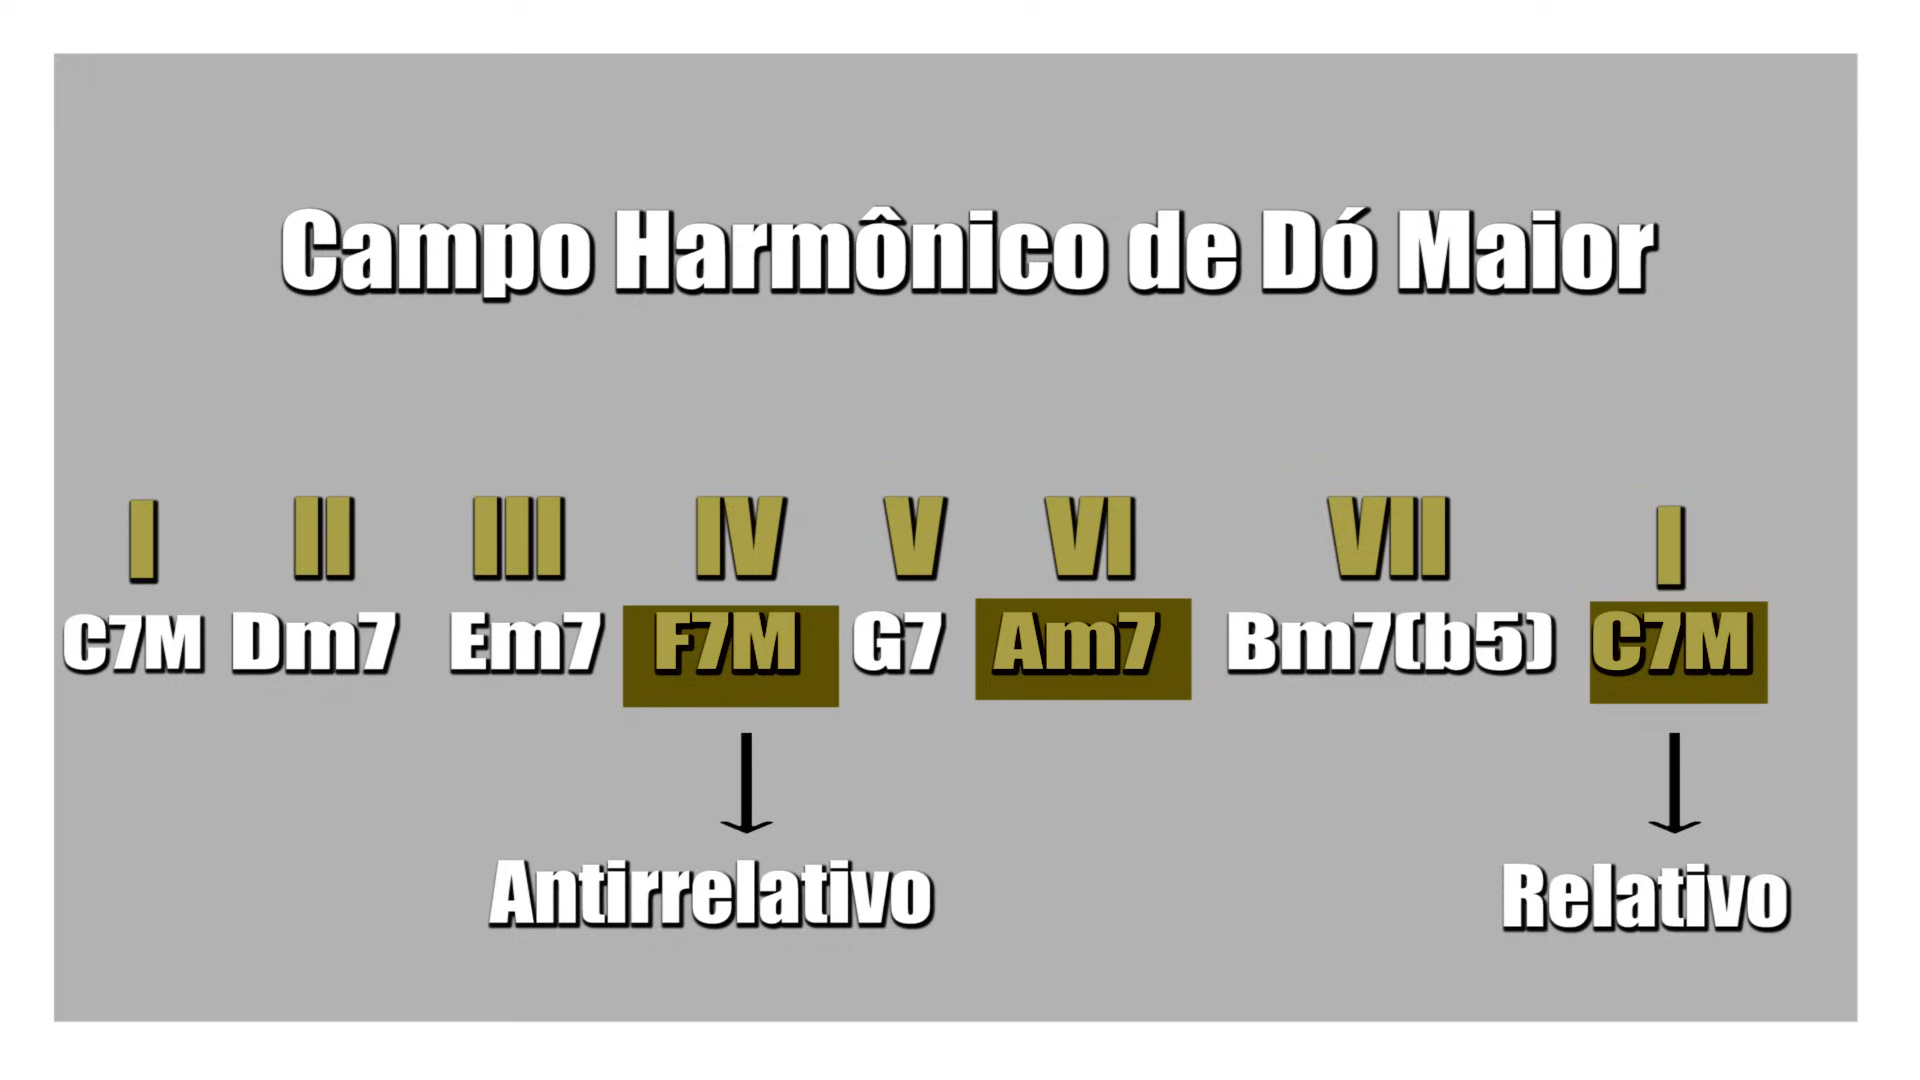 Campo Harmônico de Dó Maior
I II III IV V VI VII I
C7M Dm7 Em7 F7M G7 Am7 Bm7(b5) C7M
Antirrelativo Relativo